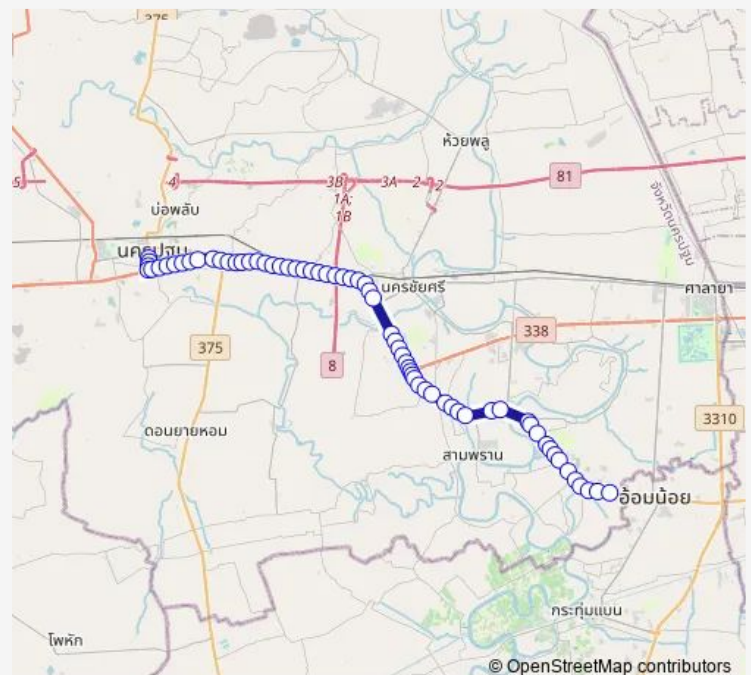 376
ห้วยพลู
3B
3A
2
2
81
5
4
1A;
1B
จังหวัดนครปฐม
บ่อพลับ
นครปฐม
นครชัยศรี
ศาลายา
338
375
8
3310
ดอนยายหอม
สามพราน
อ้อมน้อย
กระทุ่มแบน
โพหัก
© OpenStreetMap contributors